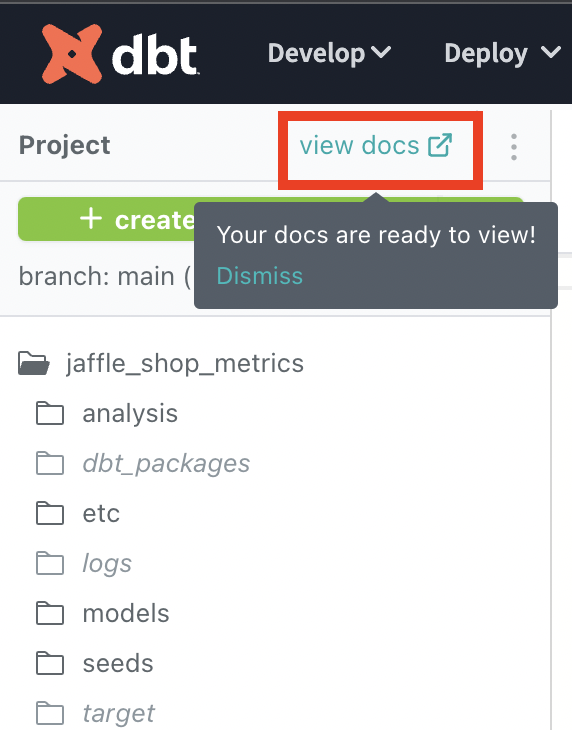 dbt Develop Deploy
Project view docs
+ create
Your docs are ready to view!
Dismiss
branch: main (
jaffle_shop_metrics
analysis
dbt_packages
etc
logs
models
seeds
target